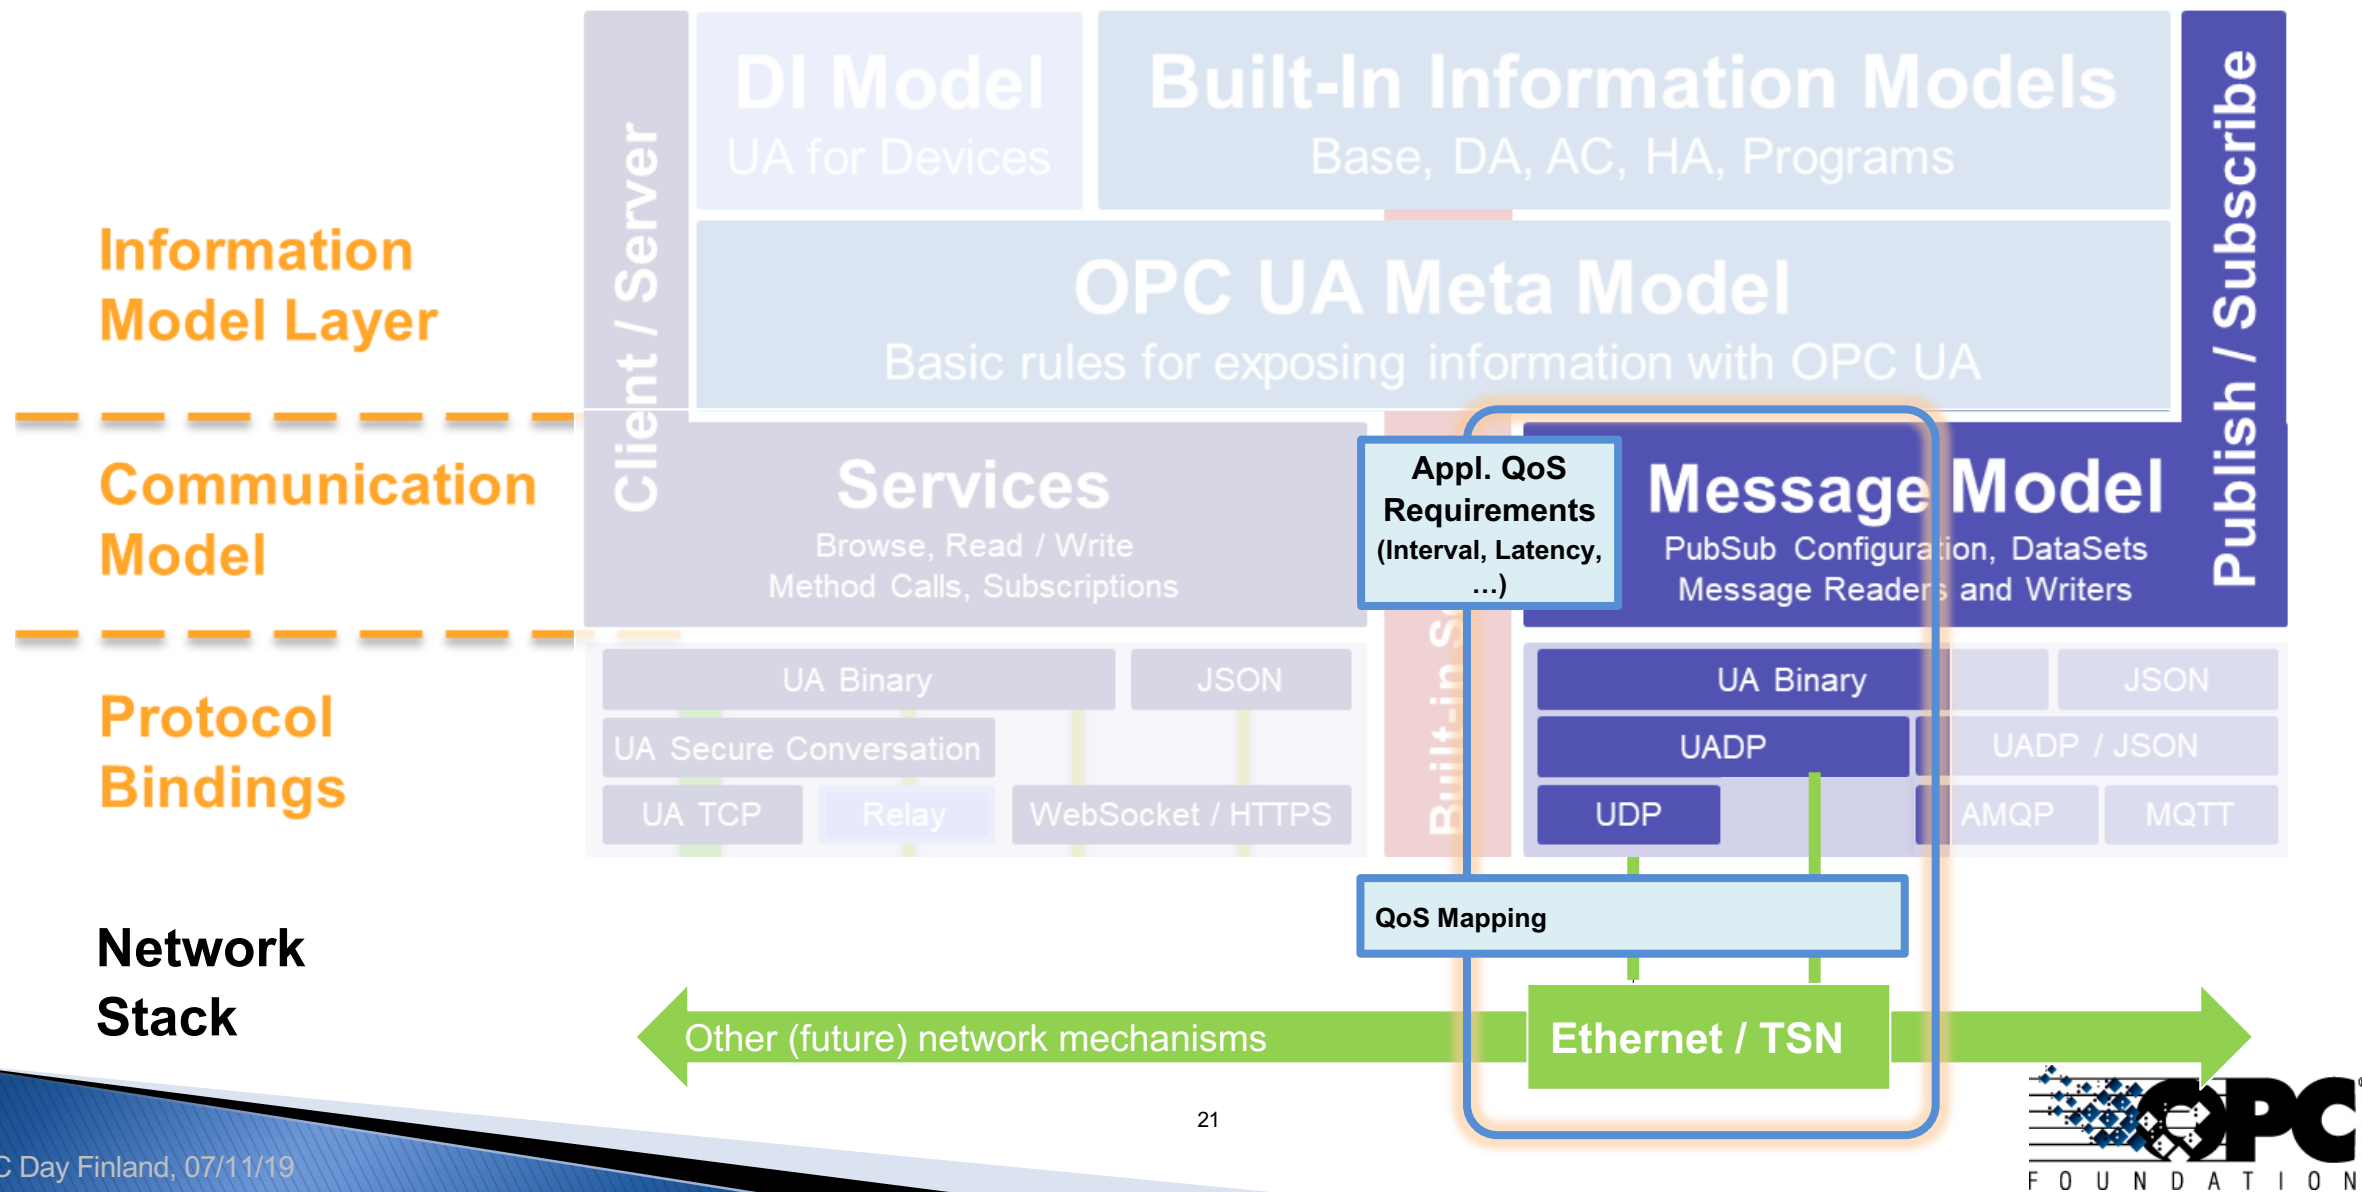 DI Model
UA for Devices
Built-In Information Models
Base, DA, AC, HA, Programs
Client / Server
Publish / Subscribe
Information
Model Layer
OPC UA Meta Model
Basic rules for exposing information with OPC UA
Communication
Model
Services
Browse, Read / Write
Method Calls, Subscriptions
Appl. QoS
Requirements
(Interval, Latency,
...)
Message Model
PubSub Configuration, DataSets
Message Readers and Writers
Built-in
Protocol
Bindings
UA Binary
JSON
UA Secure Conversation
UA TCP
Relay
WebSocket / HTTPS
UA Binary
JSON
UADP
UADP / JSON
UDP
AMQP
MQTT
QoS Mapping
Network
Stack
Other (future) network mechanisms
Ethernet / TSN
21
C Day Finland, 07/11/19
OPC
FOUNDATION